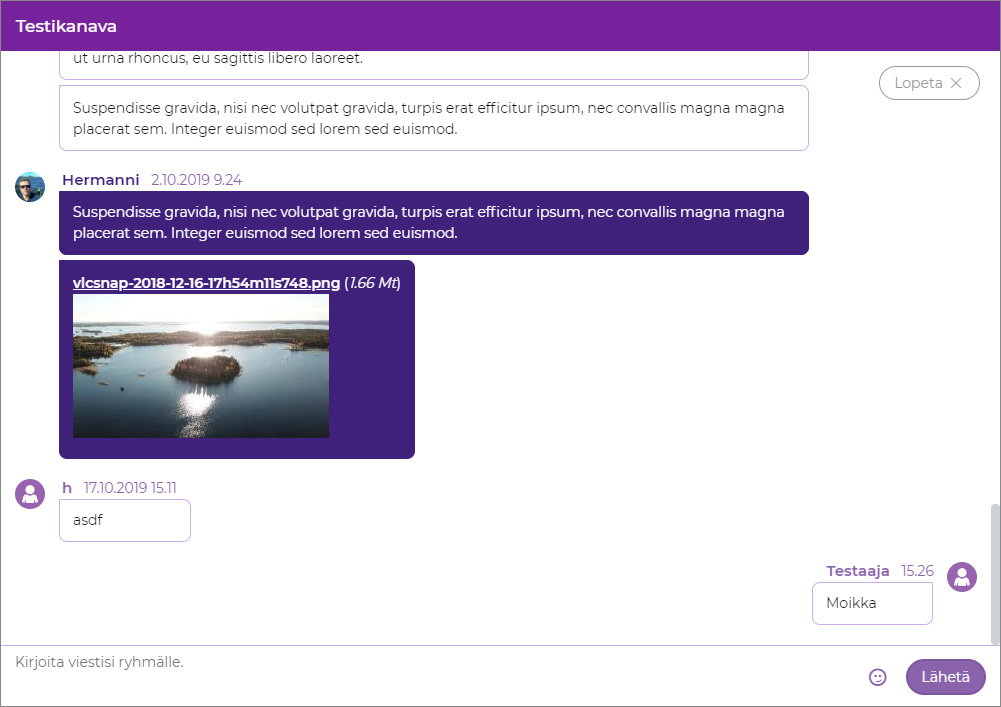 Testikanava
ut urna rhoncus, eu sagittis libero laoreet.
Lopeta
Suspendisse gravida, nisi nec volutpat gravida, turpis erat efficitur ipsum, nec convallis magna magna
placerat sem. Integer euismod sed lorem sed euismod.
Hermanni 2.10.2019 9.24
Suspendisse gravida, nisi nec volutpat gravida, turpis erat efficitur ipsum, nec convallis magna magna
placerat sem. Integer euismod sed lorem sed euismod.
vlcsnap-2018-12-16-17h54m11s748.png (1.66 Mt)
h 17.10.2019 15.11
asdf
Testaaja 15.26
Moikka
Kirjoita viestisi ryhmälle.
Lähetä